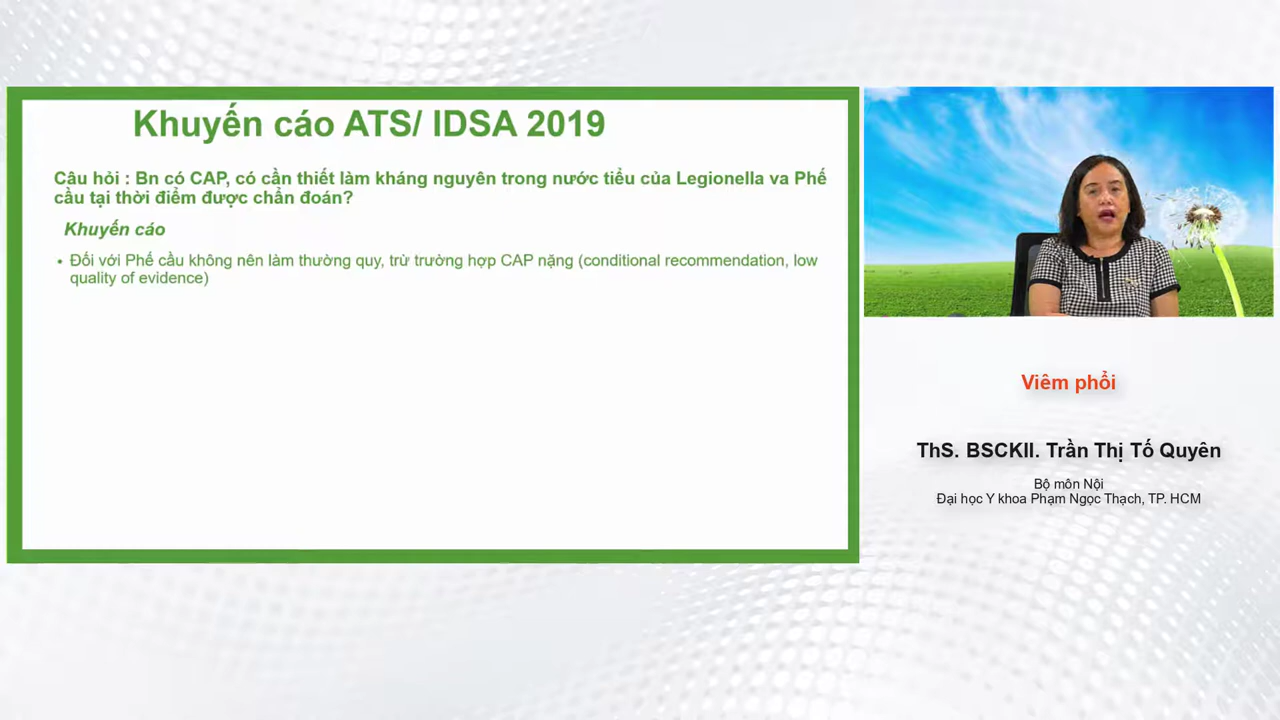 Khuyến cáo ATS/ IDSA 2019
Câu hỏi : Bn có CAP, có cần thiết làm kháng nguyên trong nước tiểu của Legionella va Phế
cầu tại thời điểm được chẩn đoán?
Khuyến cáo
• Đối với Phế cầu không nên làm thường quy, trừ trường hợp CAP nặng (conditional recommendation, low
quality of evidence)
Viêm phổi
ThS. BSCKII. Trần Thị Tố Quyên
Bộ môn Nội
Đại học Y khoa Phạm Ngọc Thạch, TP. HCM